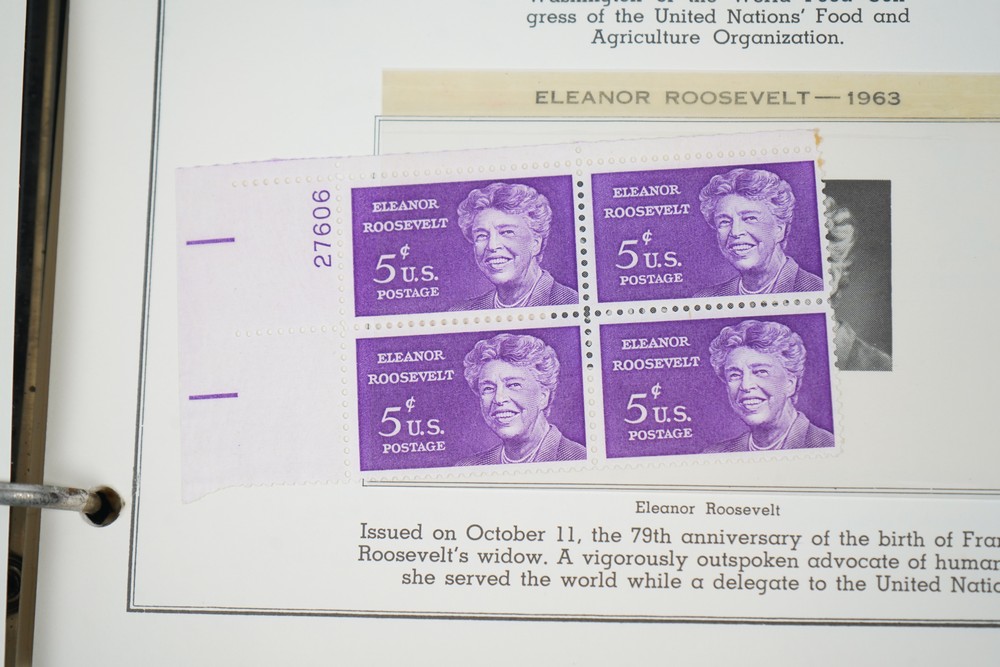 gress of the United Nations' Food and
Agriculture Organization.
ELEANOR ROOSEVELT—1963
27606
ELEANOR
ROOSEVELT
5¢ U.S.
POSTAGE
ELEANOR
ROOSEVELT
5¢ U.S.
POSTAGE
ELEANOR
ROOSEVELT
5¢ U.S.
POSTAGE
ELEANOR
ROOSEVELT
5¢ U.S.
POSTAGE
Eleanor Roosevelt
Issued on October 11, the 79th anniversary of the birth of
Roosevelt's widow. A vigorously outspoken advocate of human
she served the world while a delegate to the United